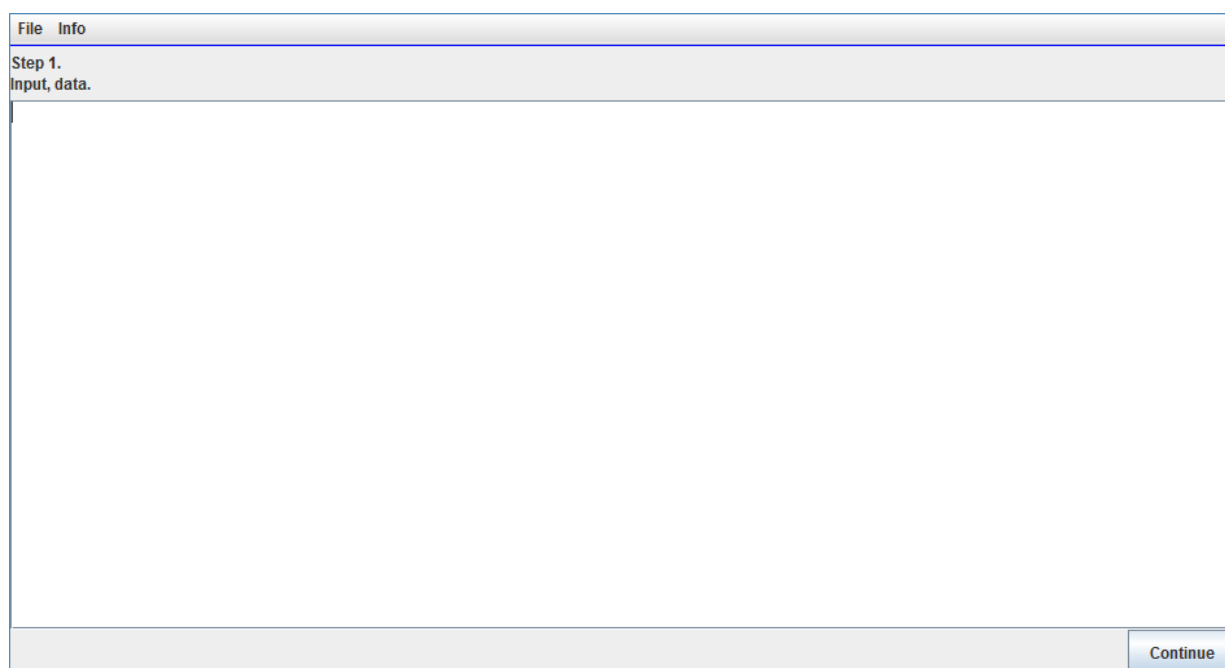 File Info
Step 1.
Input, data.
Continue